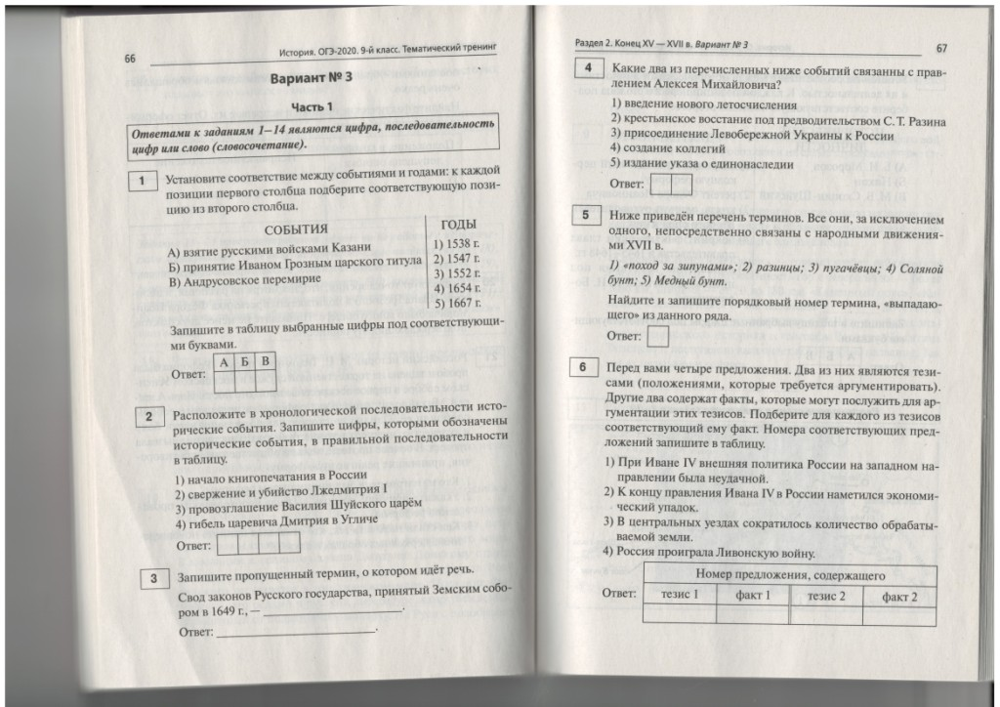 66
История. ОГЭ-2020. 9-й класс. Тематический тренинг
Вариант № 3
Часть 1
Ответами к заданиям 1—14 являются цифра, последовательность
цифр или слово (словосочетание).
1
Установите соответствие между событиями и годами: к каждой
позиции первого столбца подберите соответствующую пози-
цию из второго столбца.
СОБЫТИЯ
А) взятие русскими войсками Казани
Б) принятие Иваном Грозным царского титула
В) Андрусовское перемирие
ГОДЫ
1) 1538 г.
2) 1547 г.
3) 1552 г.
4) 1654 г.
5) 1667 г.
Запишите в таблицу выбранные цифры под соответствующи-
ми буквами.
Ответ:
А Б В
2
Расположите в хронологической последовательности исто-
рические события. Запишите цифры, которыми обозначены
исторические события, в правильной последовательности
в таблицу.
1) начало книгопечатания в России
2) свержение и убийство Лжедмитрия I
3) провозглашение Василия Шуйского царём
4) гибель царевича Дмитрия в Угличе
Ответ:
3
Запишите пропущенный термин, о котором идёт речь.
Свод законов Русского государства, принятый Земским собо-
ром в 1649 г., — ____________________.
Ответ: ____________________.
Раздел 2. Конец XV — XVII в. Вариант № 3
67
4
Какие два из перечисленных ниже событий связанны с прав-
лением Алексея Михайловича?
1) введение нового летосчисления
2) крестьянское восстание под предводительством С. Т. Разина
3) присоединение Левобережной Украины к России
4) создание коллегий
5) издание указа о единонаследии
Ответ:
5
Ниже приведён перечень терминов. Все они, за исключением
одного, непосредственно связаны с народными движения-
ми XVII в.
1) «поход за зипунами»; 2) разинцы; 3) пугачёвцы; 4) Соляной
бунт; 5) Медный бунт.
Найдите и запишите порядковый номер термина, «выпадаю-
щего» из данного ряда.
Ответ:
6
Перед вами четыре предложения. Два из них являются тези-
сами (положениями, которые требуется аргументировать).
Другие два содержат факты, которые могут послужить для ар-
гументации этих тезисов. Подберите для каждого из тезисов
соответствующий ему факт. Номера соответствующих пред-
ложений запишите в таблицу.
1) При Иване IV внешняя политика России на западном на-
правлении была неудачной.
2) К концу правления Ивана IV в России наметился экономи-
ческий упадок.
3) В центральных уездах сократилось количество обрабаты-
ваемой земли.
4) Россия проиграла Ливонскую войну.
Ответ:
Номер предложения, содержащего
тезис 1 факт 1 тезис 2 факт 2